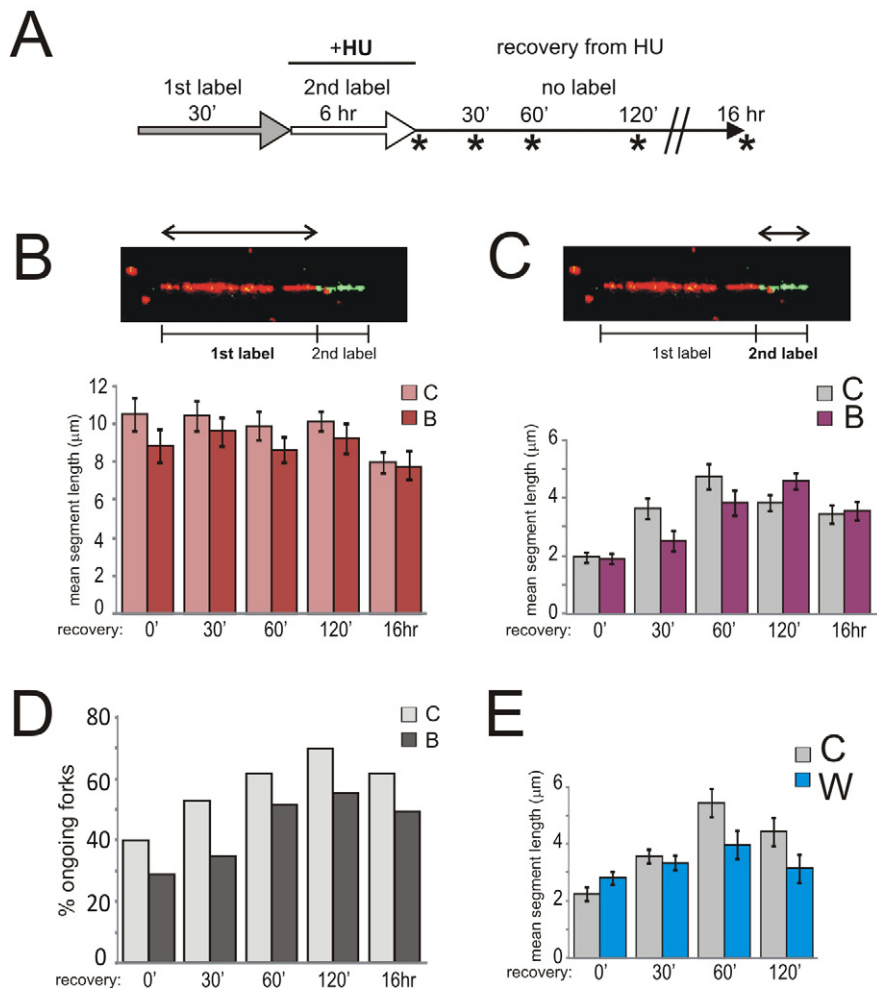 A
+HU
recovery from HU
1st label
2nd label
no label
30'
6 hr
30'
60'
120'
16 hr
*
*
*
*
*
B
1st label
2nd label
C
B
mean segment length (μm)
12
10
8
6
4
2
0
recovery:
0'
30'
60'
120'
16hr
C
1st label
2nd label
C
B
mean segment length (μm)
6
4
2
0
recovery:
0'
30'
60'
120'
16hr
D
C
B
% ongoing forks
80
60
40
20
0
recovery:
0'
30'
60'
120'
16hr
E
C
W
mean segment length (μm)
6
4
2
0
recovery:
0'
30'
60'
120'